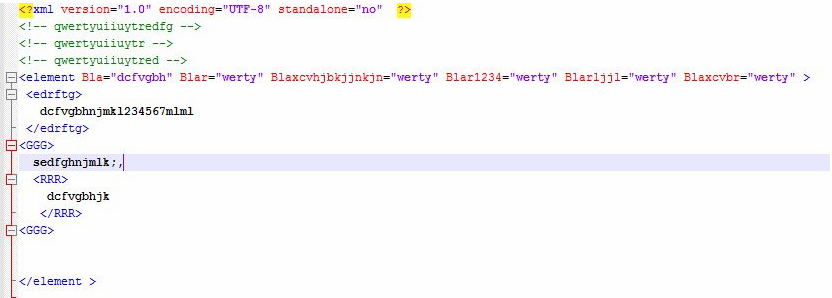 <?xml version="1.0" encoding="UTF-8" standalone="no"  ?>
<!-- qwertyuiiuytredfg -->
<!-- qwertyuiiuytr -->
<!-- qwertyuiiuytred -->
<element Bla="dcfvgbh" Blar="werty" Blaxcvhjbkjjnkjn="werty" Blar1234="werty" Blarljjl="werty" Blaxcvbr="werty" >
<edrftg>
dcfvgbhnjmkl234567mlml
</edrftg>
<GGG>
sedfghnjmlk;,
<RRR>
dcfvgbhjk
</RRR>
<GGG>
</element >